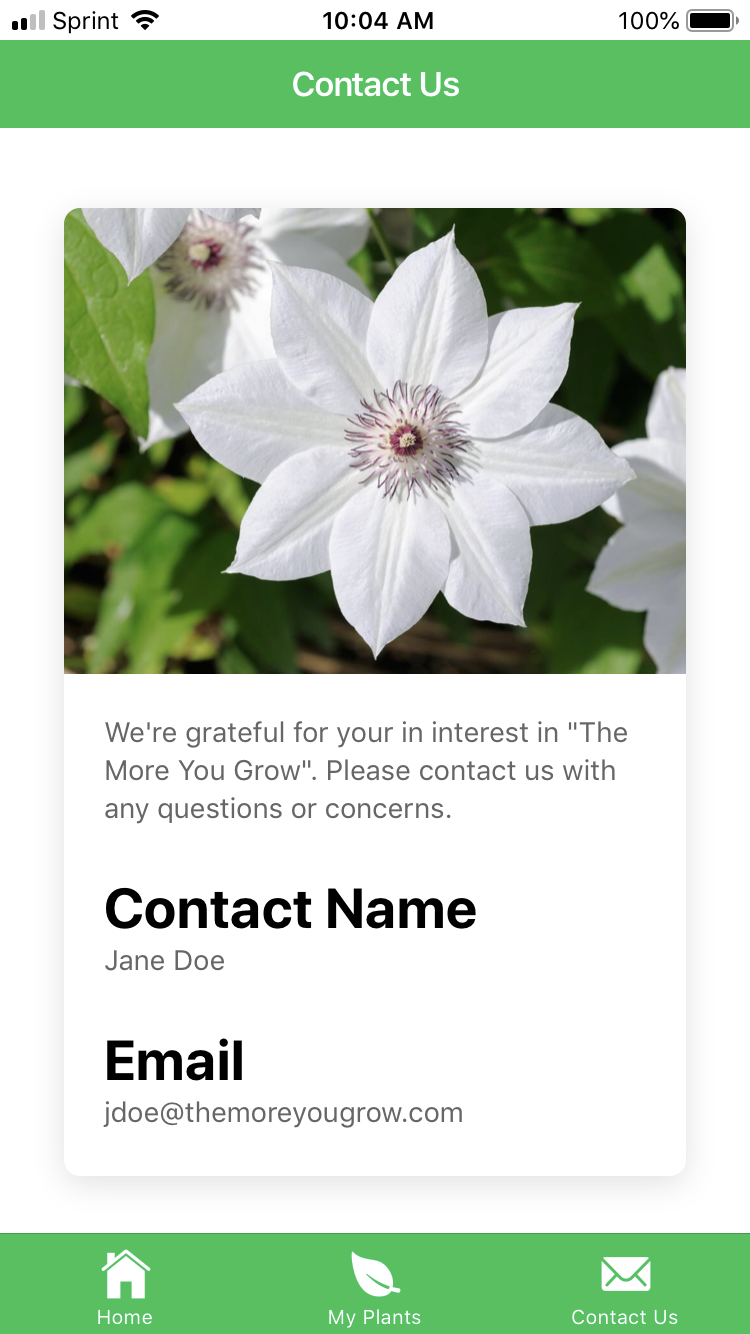 Sprint 10:04 AM 100%
Contact Us
We're grateful for your in interest in "The
More You Grow". Please contact us with
any questions or concerns.
Contact Name
Jane Doe
Email
jdoe@themoreyougrow.com
Home My Plants Contact Us